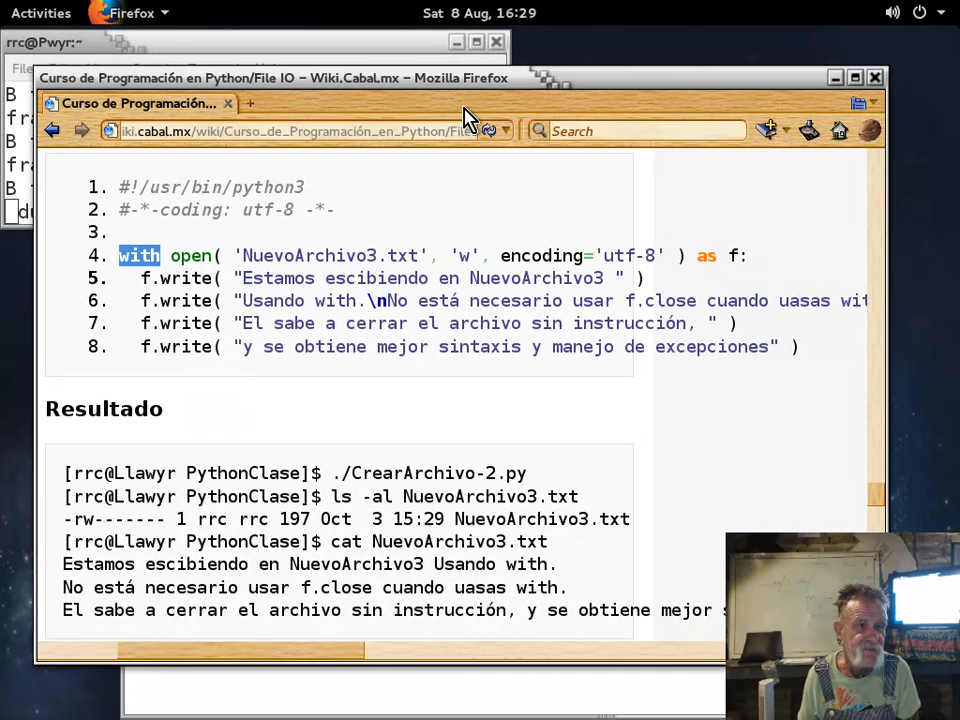 Activities Firefox Sat 8 Aug, 16:29
rrc@Pwyr:~
File
B
fra
B
fra
B
Curso de Programación en Python/File IO – Wiki.Cabal.mx – Mozilla Firefox
Curso de Programación...
iki.cabal.mx/wiki/Curso_de_Programación_en_Python/File Search
1. #!/usr/bin/python3
2. #-*-coding: utf-8 -*-
3.
4. with open( 'NuevoArchivo3.txt', 'w', encoding='utf-8' ) as f:
5. f.write( "Estamos escibiendo en NuevoArchivo3 " )
6. f.write( "Usando with.\nNo está necesario usar f.close cuando uasas wit
7. f.write( "El sabe a cerrar el archivo sin instrucción, " )
8. f.write( "y se obtiene mejor sintaxis y manejo de excepciones" )
Resultado
[rrc@Llawyr PythonClase]$ ./CrearArchivo-2.py
[rrc@Llawyr PythonClase]$ ls -al NuevoArchivo3.txt
-rw------- 1 rrc rrc 197 Oct 3 15:29 NuevoArchivo3.txt
[rrc@Llawyr PythonClase]$ cat NuevoArchivo3.txt
Estamos escibiendo en NuevoArchivo3 Usando with.
No está necesario usar f.close cuando uasas with.
El sabe a cerrar el archivo sin instrucción, y se obtiene mejor s